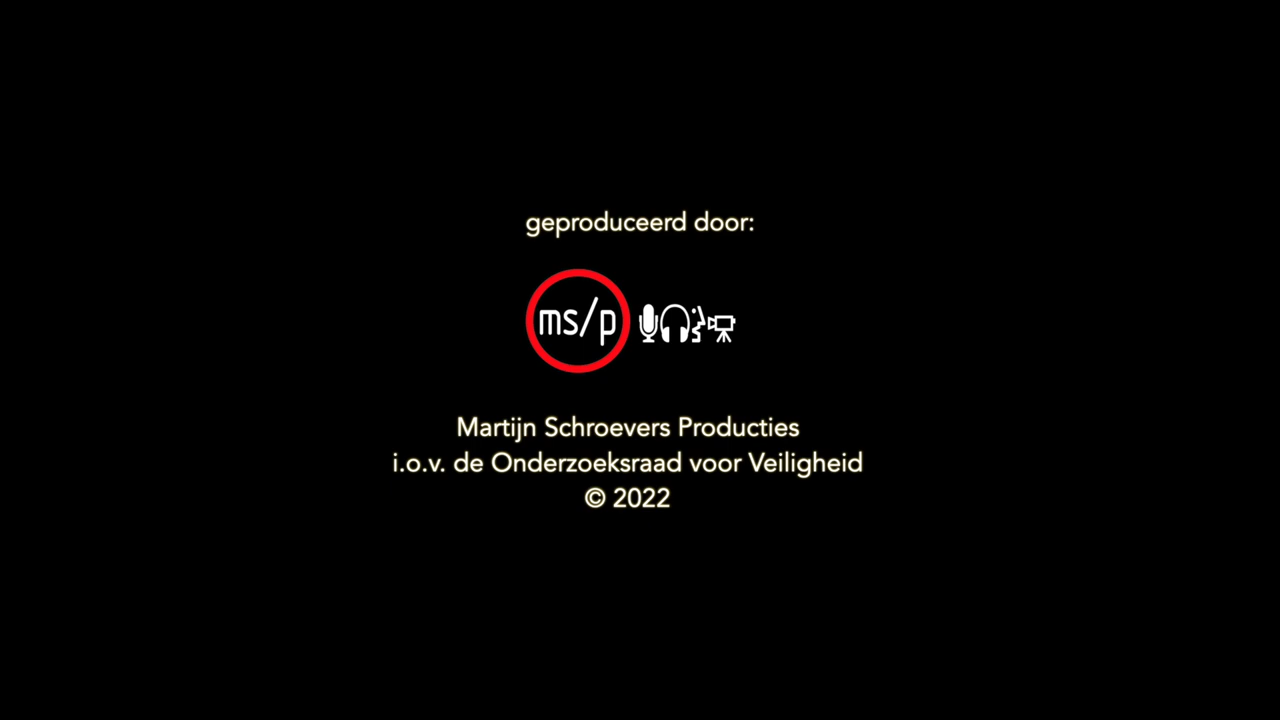 geproduceerd door:
ms/p
Martijn Schroevers Producties
i.o.v. de Onderzoeksraad voor Veiligheid
© 2022